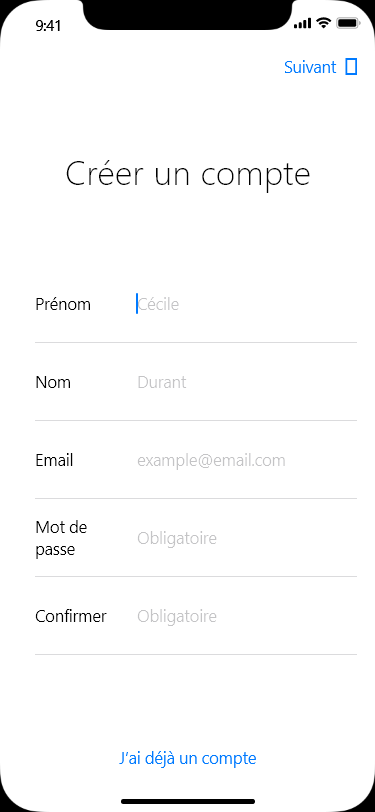 9:41
Suivant
Créer un compte
Prénom
Cécile
Nom
Durant
Email
example@email.com
Mot de
passe
Obligatoire
Confirmer
Obligatoire
J'ai déjà un compte